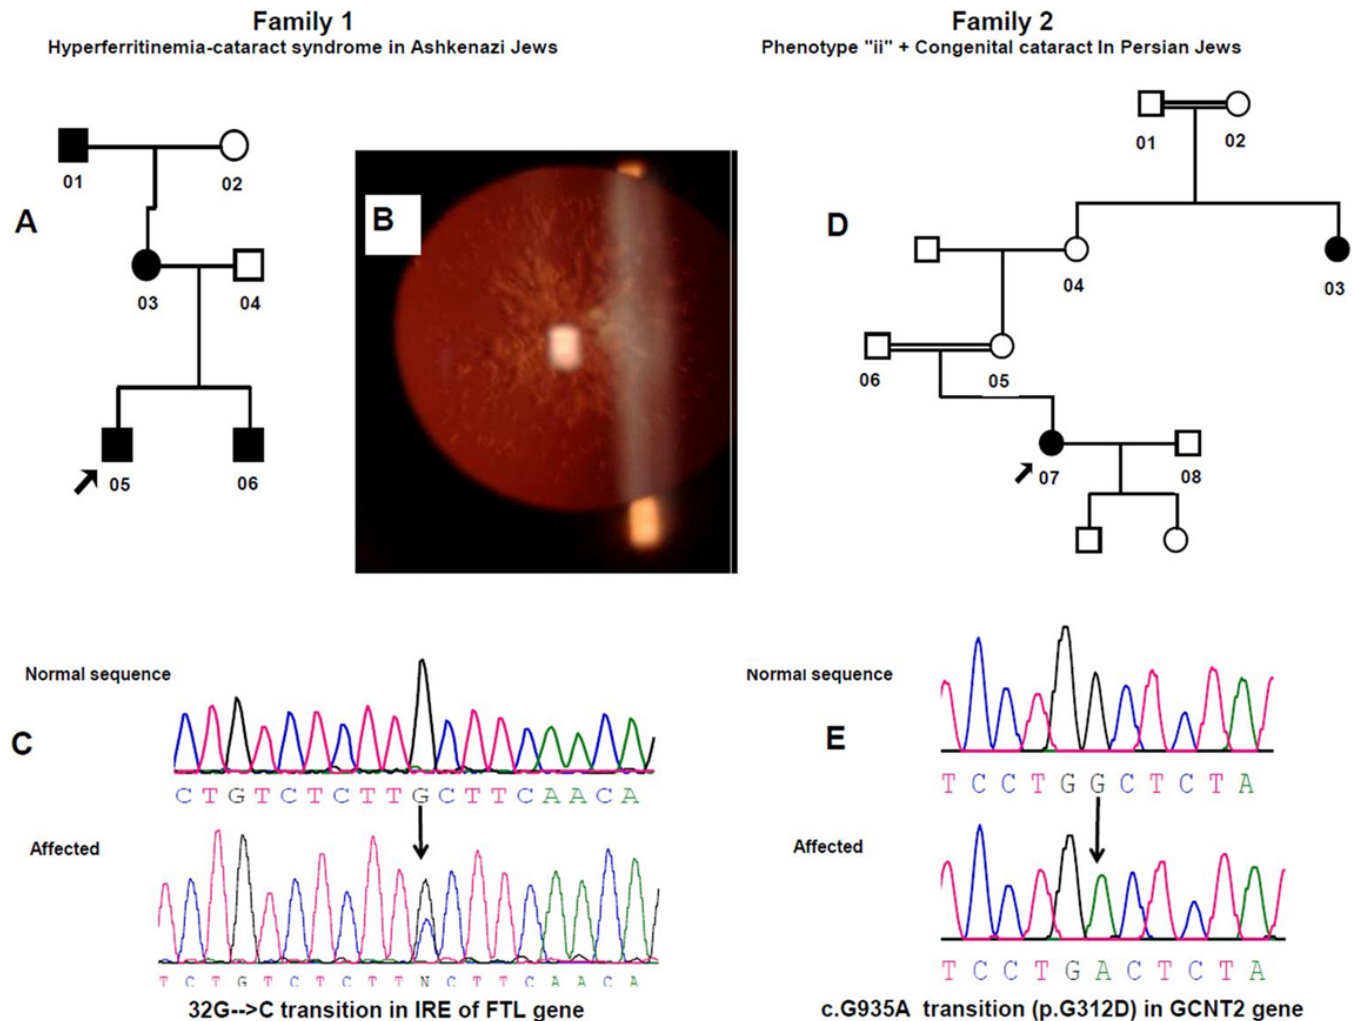 Family 1
Hyperferritinemia-cataract syndrome in Ashkenazi Jews
Family 2
Phenotype "ii" + Congenital cataract In Persian Jews
01
02
A
03
04
05
06
B
D
01
02
04
03
06
05
07
08
Normal sequence
C
C T G T C T C T T G C T T C A A C A
Affected
T C T G T C T C T T N C T T C A A C A
32G-->C transition in IRE of FTL gene
Normal sequence
E
T C C T G G C T C T A
Affected
T C C T G A C T C T A
c.G935A transition (p.G312D) in GCNT2 gene